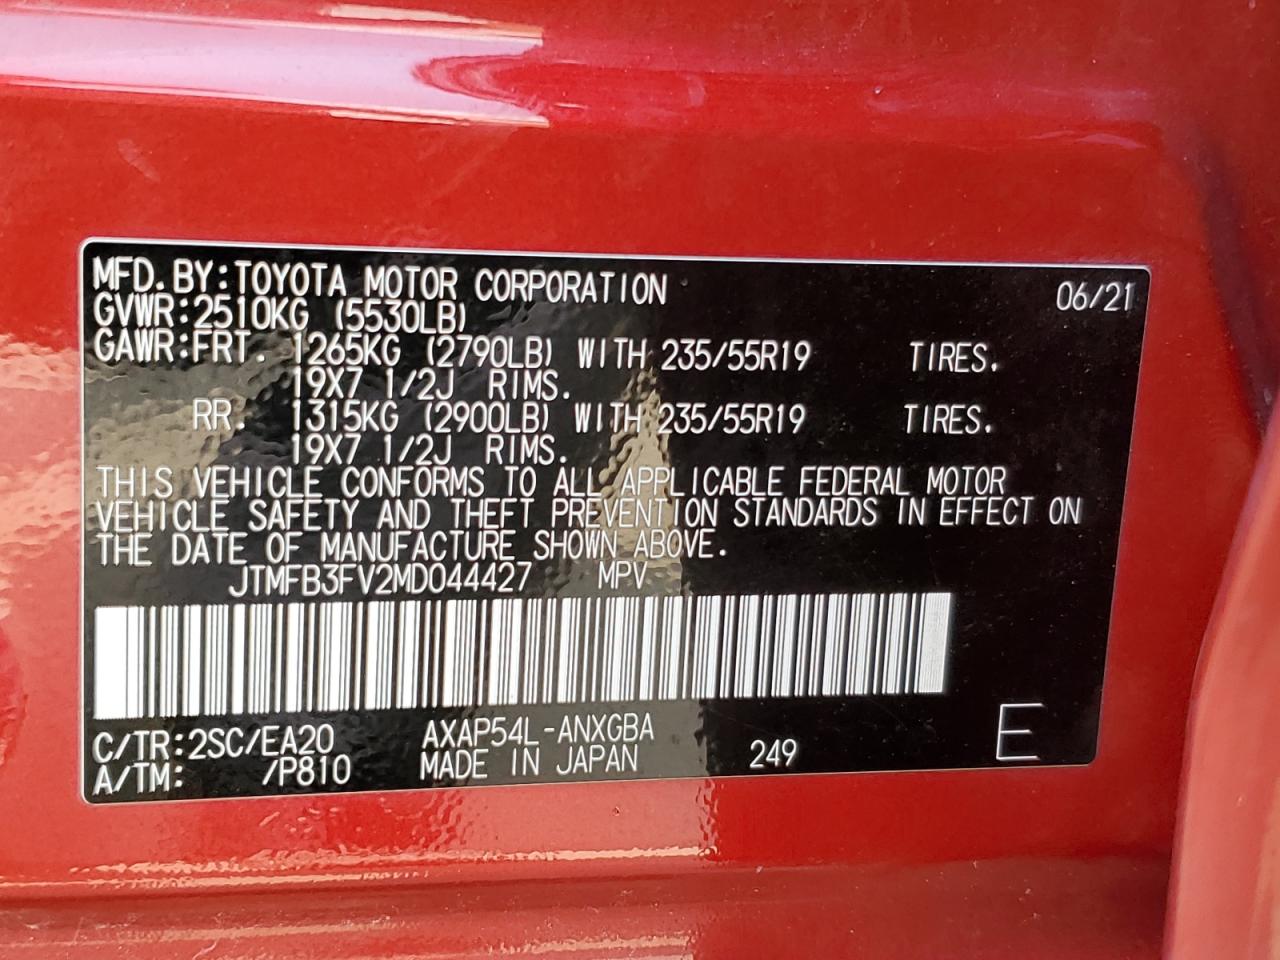 MFD. BY: TOYOTA MOTOR CORPORATION 06/21
GVWR: 2510KG (5530LB)
GAWR: FRT. 1265KG (2790LB) WITH 235/55R19 TIRES.
19X7 1/2J RIMS.
RR. 1315KG (2900LB) WITH 235/55R19 TIRES.
19X7 1/2J RIMS.
THIS VEHICLE CONFORMS TO ALL APPLICABLE FEDERAL MOTOR
VEHICLE SAFETY AND THEFT PREVENTION STANDARDS IN EFFECT ON
THE DATE OF MANUFACTURE SHOWN ABOVE.
JTMFB3FV2MD044427 MPV
C/TR: 2SC/EA20 AXAP54L-ANXGBA
A/TM: /P810 MADE IN JAPAN 249 E